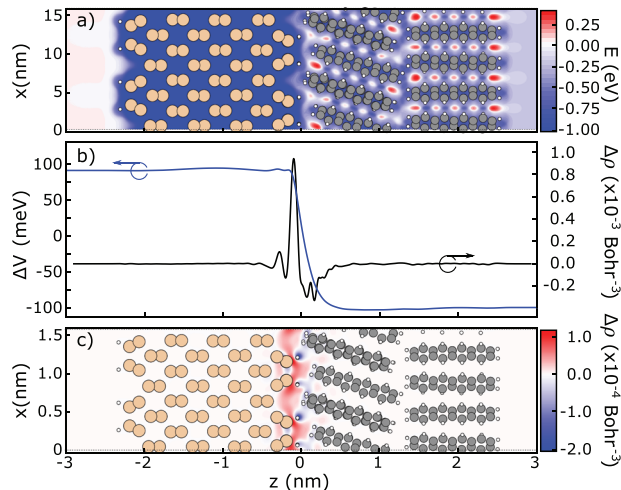 a)
15
10
5
0
x(nm)
0.25
0.00
-0.25
-0.50
-0.75
-1.00
E (eV)
b)
100
50
0
-50
-100
ΔV (meV)
0.8
0.6
0.4
0.2
0.0
-0.2
Δρ (x10-3 Bohr-3)
c)
1.5
1.0
0.5
0.0
x(nm)
1.0
0.0
-1.0
-2.0
Δρ (x10-4 Bohr-3)
-3 -2 -1 0 1 2 3
z (nm)